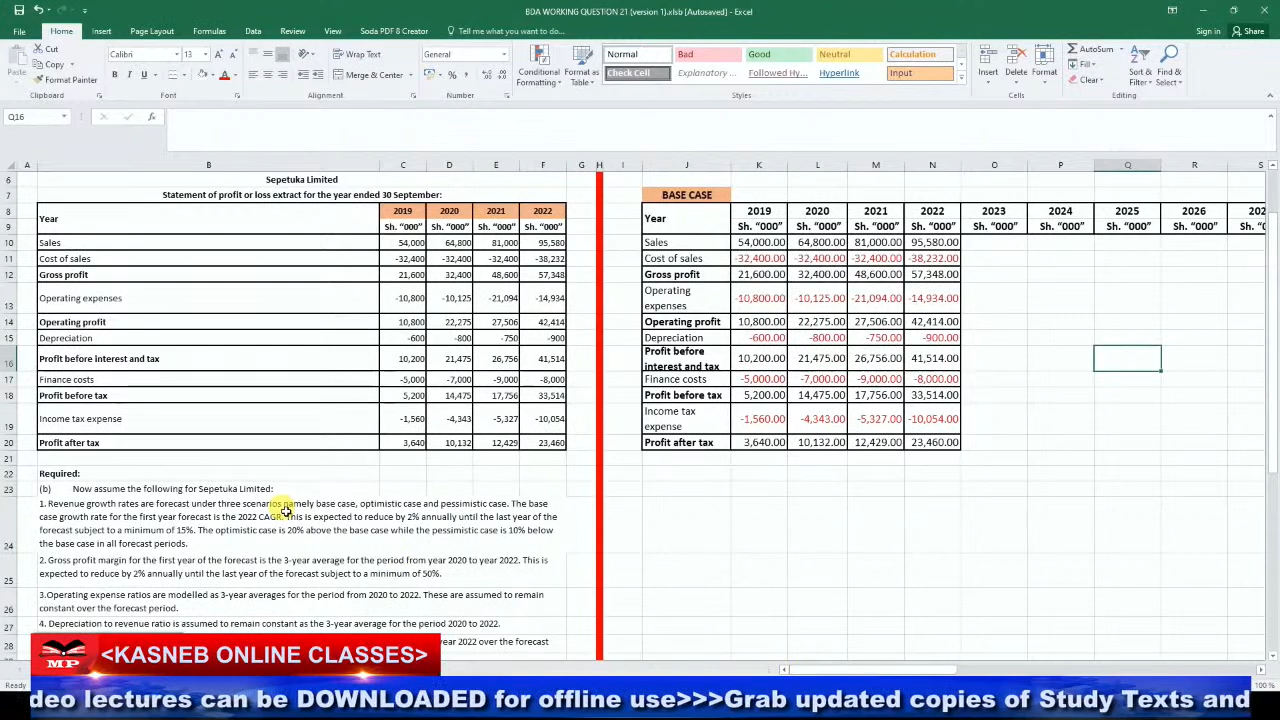 BDA WORKING QUESTION 21 (version 1).xlsb [Autosaved] - Excel
File Home Insert Page Layout Formulas Data Review View Soda PDF 8 Creator Tell me what you want to do... Sign in Share
Cut
Copy
Format Painter
Paste
Clipboard
Calibri 13
Font
Wrap Text
Merge & Center
Alignment
General
Number
Conditional Formatting
Format as Table
Normal Bad Good Neutral Calculation
Check Cell Explanatory ... Followed Hy... Hyperlink Input
Styles
Insert Delete Format
Cells
AutoSum
Fill
Clear
Sort & Filter
Find & Select
Editing
Q16
A B C D E F G H I J K L M N O P Q R S
6 Sepetuka Limited
7 Statement of profit or loss extract for the year ended 30 September: BASE CASE
8 Year 2019 2020 2021 2022 Year 2019 2020 2021 2022 2023 2024 2025 2026 202
9 Sh. “000” Sh. “000” Sh. “000” Sh. “000” Sh. “000” Sh. “000” Sh. “000” Sh. “000” Sh. “000” Sh. “000” Sh. “000” Sh. “000” Sh. “0
10 Sales 54,000 64,800 81,000 95,580 Sales 54,000.00 64,800.00 81,000.00 95,580.00
11 Cost of sales -32,400 -32,400 -32,400 -38,232 Cost of sales -32,400.00 -32,400.00 -32,400.00 -38,232.00
12 Gross profit 21,600 32,400 48,600 57,348 Gross profit 21,600.00 32,400.00 48,600.00 57,348.00
13 Operating expenses -10,800 -10,125 -21,094 -14,934 Operating expenses -10,800.00 -10,125.00 -21,094.00 -14,934.00
14 Operating profit 10,800 22,275 27,506 42,414 Operating profit 10,800.00 22,275.00 27,506.00 42,414.00
15 Depreciation -600 -800 -750 -900 Depreciation -600.00 -800.00 -750.00 -900.00
16 Profit before interest and tax 10,200 21,475 26,756 41,514 Profit before interest and tax 10,200.00 21,475.00 26,756.00 41,514.00
17 Finance costs -5,000 -7,000 -9,000 -8,000 Finance costs -5,000.00 -7,000.00 -9,000.00 -8,000.00
18 Profit before tax 5,200 14,475 17,756 33,514 Profit before tax 5,200.00 14,475.00 17,756.00 33,514.00
19 Income tax expense -1,560 -4,343 -5,327 -10,054 Income tax expense -1,560.00 -4,343.00 -5,327.00 -10,054.00
20 Profit after tax 3,640 10,132 12,429 23,460 Profit after tax 3,640.00 10,132.00 12,429.00 23,460.00
21
22 Required:
23 (b) Now assume the following for Sepetuka Limited:
1. Revenue growth rates are forecast under three scenarios namely base case, optimistic case and pessimistic case. The base
case growth rate for the first year forecast is the 2022 CAGR. This is expected to reduce by 2% annually until the last year of the
forecast subject to a minimum of 15%. The optimistic case is 20% above the base case while the pessimistic case is 10% below
24 the base case in all forecast periods.
2. Gross profit margin for the first year of the forecast is the 3-year average for the period from year 2020 to year 2022. This is
25 expected to reduce by 2% annually until the last year of the forecast subject to a minimum of 50%.
3.Operating expense ratios are modelled as 3-year averages for the period from 2020 to 2022. These are assumed to remain
26 constant over the forecast period.
27 4. Depreciation to revenue ratio is assumed to remain constant as the 3-year average for the period 2020 to 2022.
28 year 2022 over the forecast
MP
<KASNEB ONLINE CLASSES>
100 %
deo lectures can be DOWNLOADED for offline use>>>Grab updated copies of Study Texts and